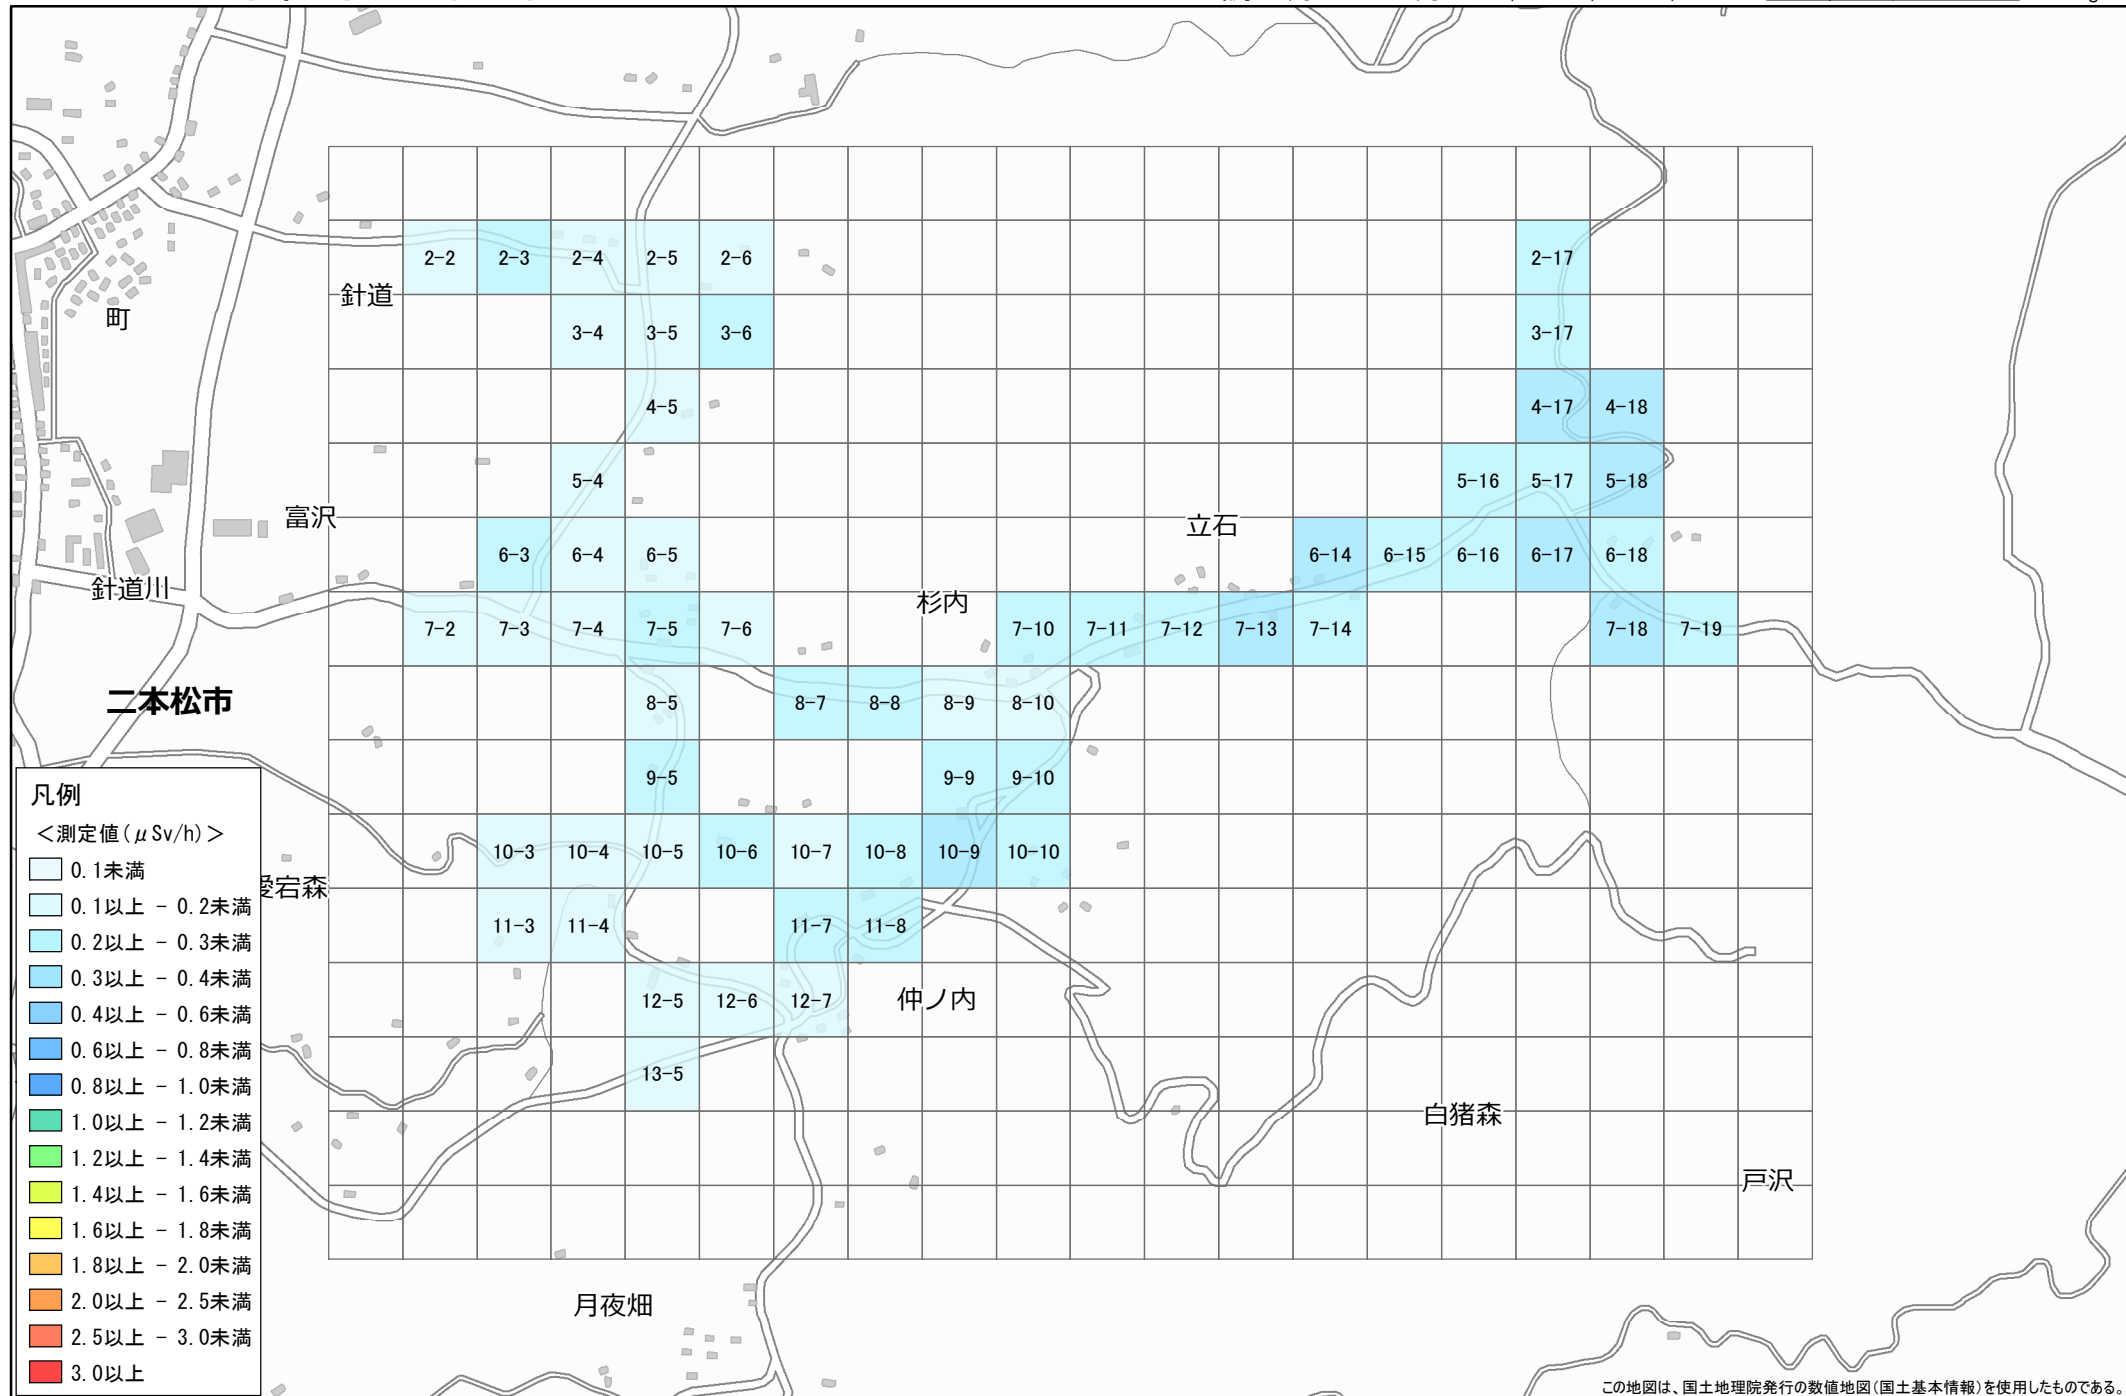 2-2 2-3 2-4 2-5 2-6 2-17
針道
町
3-4 3-5 3-6 3-17
4-5 4-17 4-18
5-4 5-16 5-17 5-18
富沢
立石
6-3 6-4 6-5 6-14 6-15 6-16 6-17 6-18
針道川
杉内
7-2 7-3 7-4 7-5 7-6 7-10 7-11 7-12 7-13 7-14 7-18 7-19
二本松市
8-5 8-7 8-8 8-9 8-10
9-5 9-9 9-10
10-3 10-4 10-5 10-6 10-7 10-8 10-9 10-10
愛宕森
11-3 11-4 11-7 11-8
12-5 12-6 12-7
仲ノ内
13-5
白猪森
戸沢
月夜畑
凡例
＜測定値(μSv/h)＞
0.1未満
0.1以上 - 0.2未満
0.2以上 - 0.3未満
0.3以上 - 0.4未満
0.4以上 - 0.6未満
0.6以上 - 0.8未満
0.8以上 - 1.0未満
1.0以上 - 1.2未満
1.2以上 - 1.4未満
1.4以上 - 1.6未満
1.6以上 - 1.8未満
1.8以上 - 2.0未満
2.0以上 - 2.5未満
2.5以上 - 3.0未満
3.0以上
この地図は、国土地理院発行の数値地図(国土基本情報)を使用したものである。